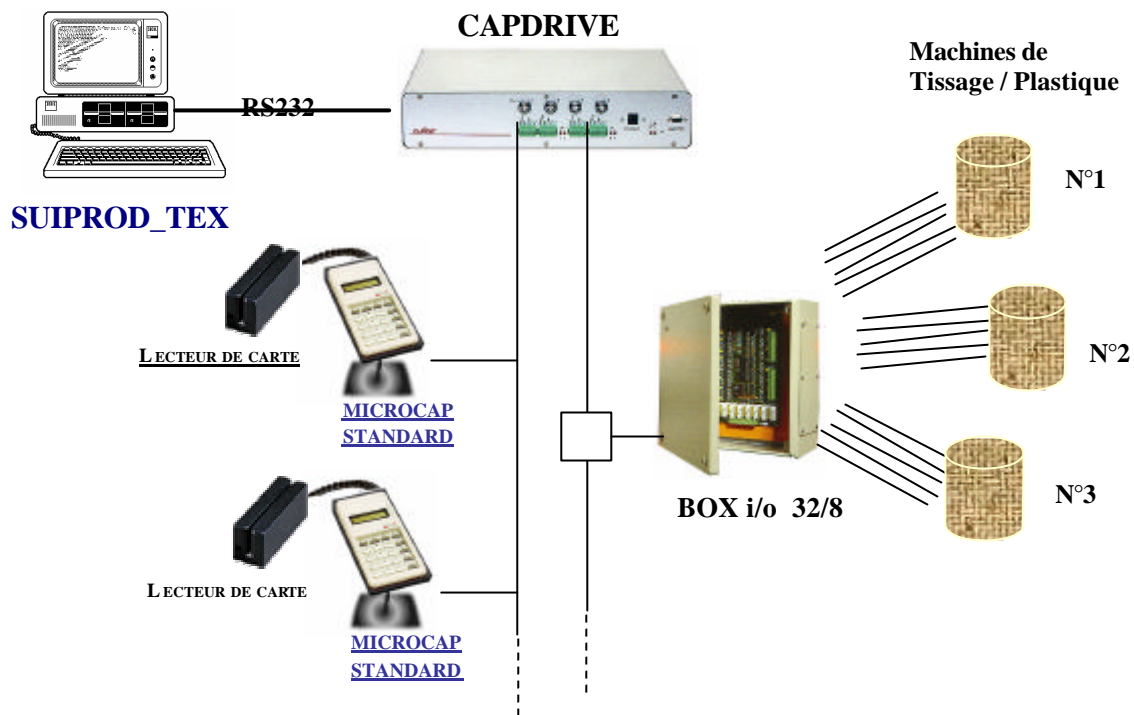 CAPDRIVE
Machines de
Tissage / Plastique
RS232
N°1
SUIPROD_TEX
LECTEUR DE CARTE
N°2
MICROCAP
STANDARD
N°3
BOX i/o 32/8
LECTEUR DE CARTE
MICROCAP
STANDARD